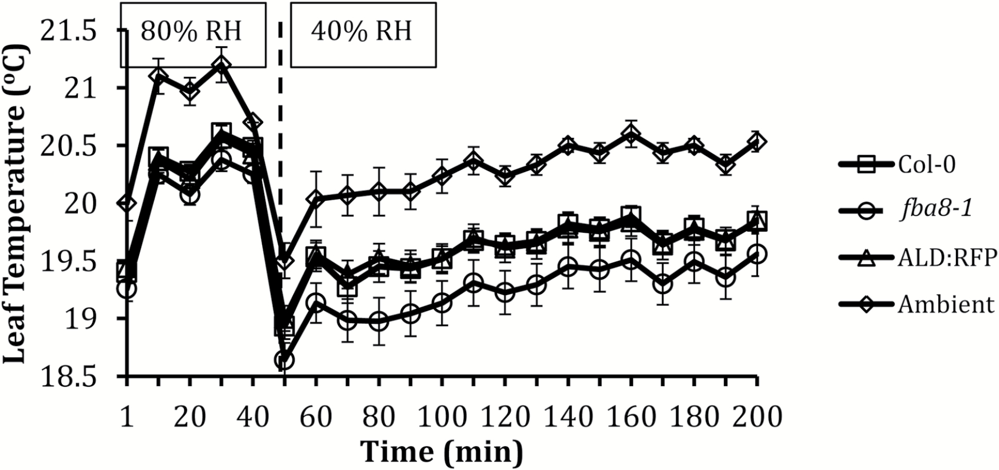 80% RH
40% RH
Leaf Temperature (ºC)
21.5
21
20.5
20
19.5
19
18.5
1 20 40 60 80 100 120 140 160 180 200
Time (min)
Col-0
fba8-1
ALD:RFP
Ambient